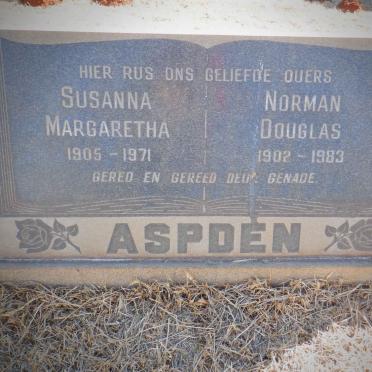 HIER RUS ONS GELIEFDE OUERS
SUSANNA
MARGARETHA
1905 - 1971
NORMAN
DOUGLAS
1902 - 1983
GERED EN GEREED DEUR GENADE.
ASPDEN